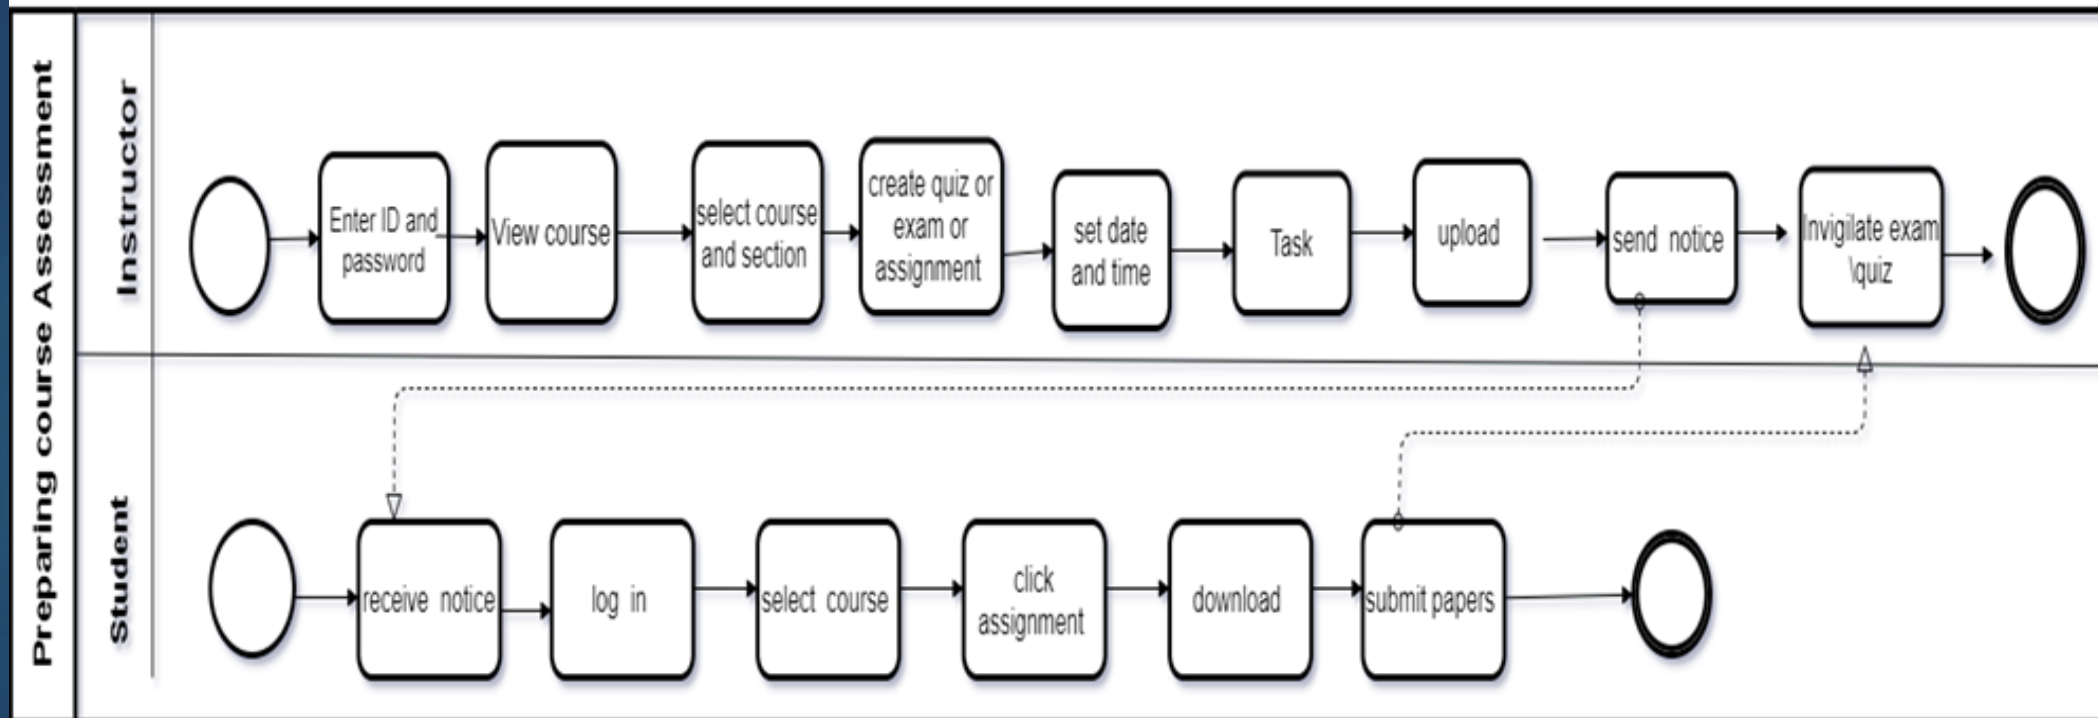 Preparing course Assessment
Instructor
Enter ID and
password
View course
select course
and section
create quiz or
exam or
assignment
set date
and time
Task
upload
send notice
Invigilate exam
\quiz
Student
receive notice
log in
select course
click
assignment
download
submit papers